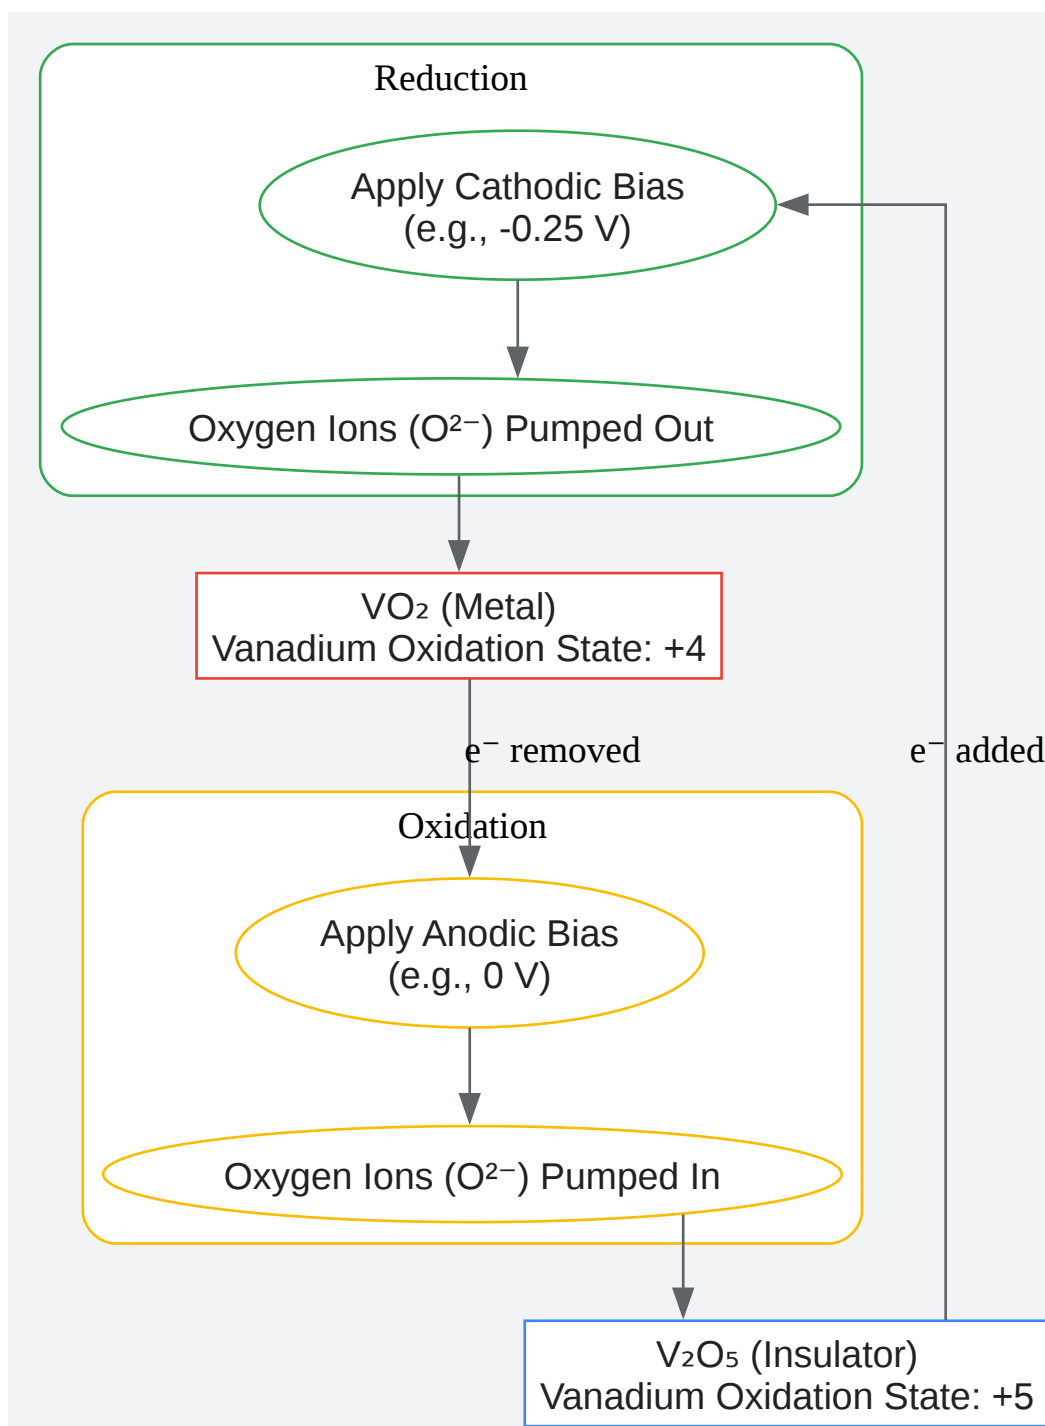 Reduction
Apply Cathodic Bias
(e.g., -0.25 V)
Oxygen Ions (O²⁻) Pumped Out
VO₂ (Metal)
Vanadium Oxidation State: +4
e⁻ removed
e⁻ added
Oxidation
Apply Anodic Bias
(e.g., 0 V)
Oxygen Ions (O²⁻) Pumped In
V₂O₅ (Insulator)
Vanadium Oxidation State: +5